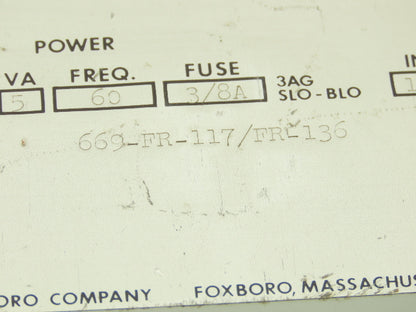 POWER
VA FREQ. FUSE
5 60 3/8A 3AG
SLO-BLO
669-FR-117/FR-136
ORO COMPANY FOXBORO, MASSACHUS